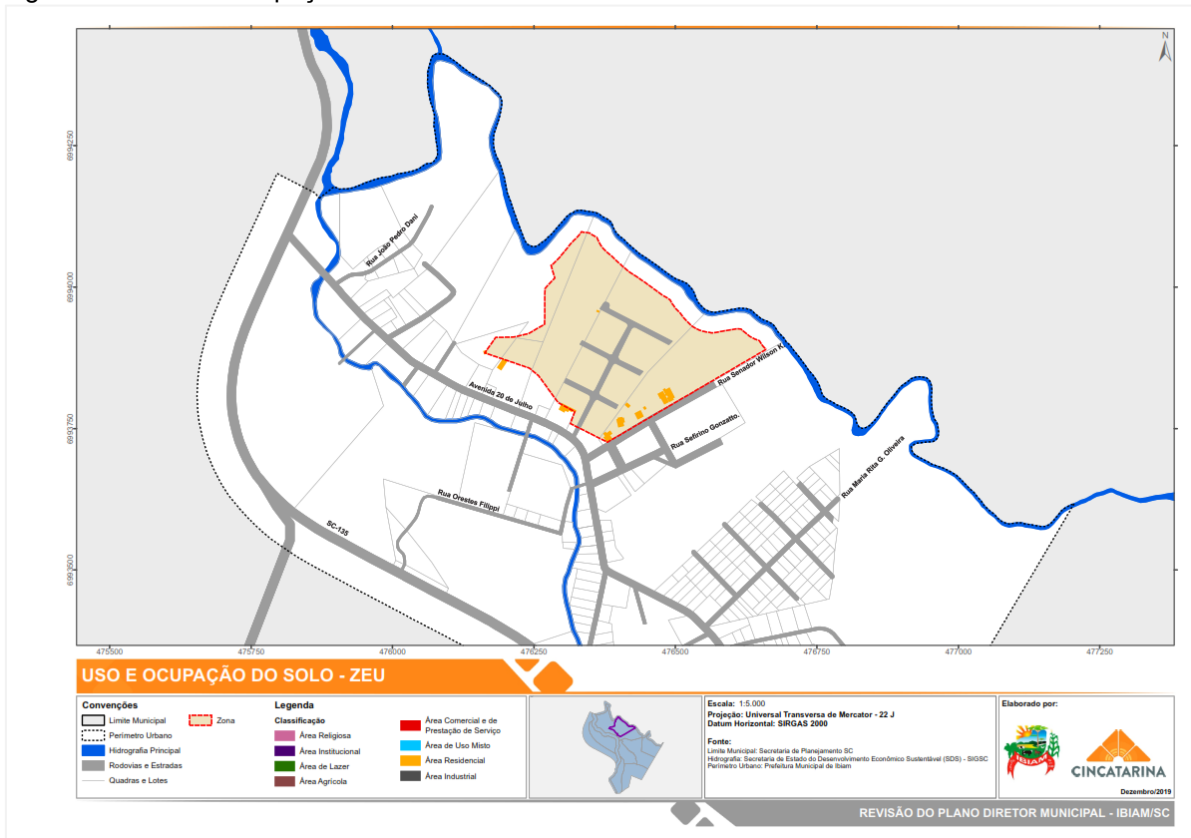 N
6994250
6994000
6993750
6993500
475500
475750
476000
476250
476500
476750
477000
477250
Rua João Pedro Dani
Avenida 20 de Julho
Rua Senador Wilson K.
Rua Sefirino Gonzatto.
Rua Maria Rita G. Oliveira
Rua Orestes Filippi
SC-135
USO E OCUPAÇÃO DO SOLO - ZEU
Convenções
Limite Municipal
Zona
Perímetro Urbano
Hidrografia Principal
Rodovias e Estradas
Quadras e Lotes
Legenda
Classificação
Área Religiosa
Área Institucional
Área de Lazer
Área Agrícola
Área Comercial e de
Prestação de Serviço
Área de Uso Misto
Área Residencial
Área Industrial
Escala: 1:5.000
Projeção: Universal Transversa de Mercator - 22 J
Datum Horizontal: SIRGAS 2000
Fonte:
Limite Municipal: Secretaria de Planejamento SC
Hidrografia: Secretaria de Estado do Desenvolvimento Econômico Sustentável (SDS) - SIGSC
Perímetro Urbano: Prefeitura Municipal de Ibiam
Elaborado por:
IBIAM
CINCATARINA
Dezembro/2019
REVISÃO DO PLANO DIRETOR MUNICIPAL - IBIAM/SC